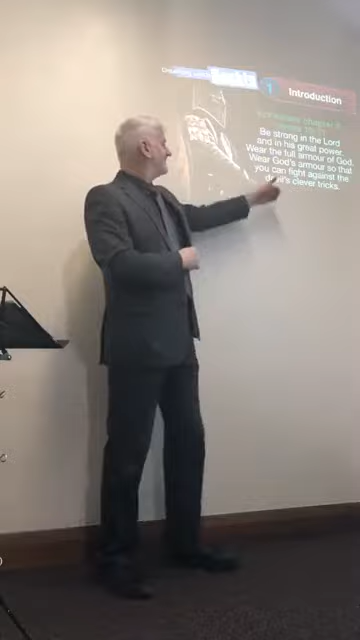 1
Introduction
Be strong in the Lord
and in his great power.
Wear the full armour of God.
Wear God's armour so that
you can fight against the
devil's clever tricks.